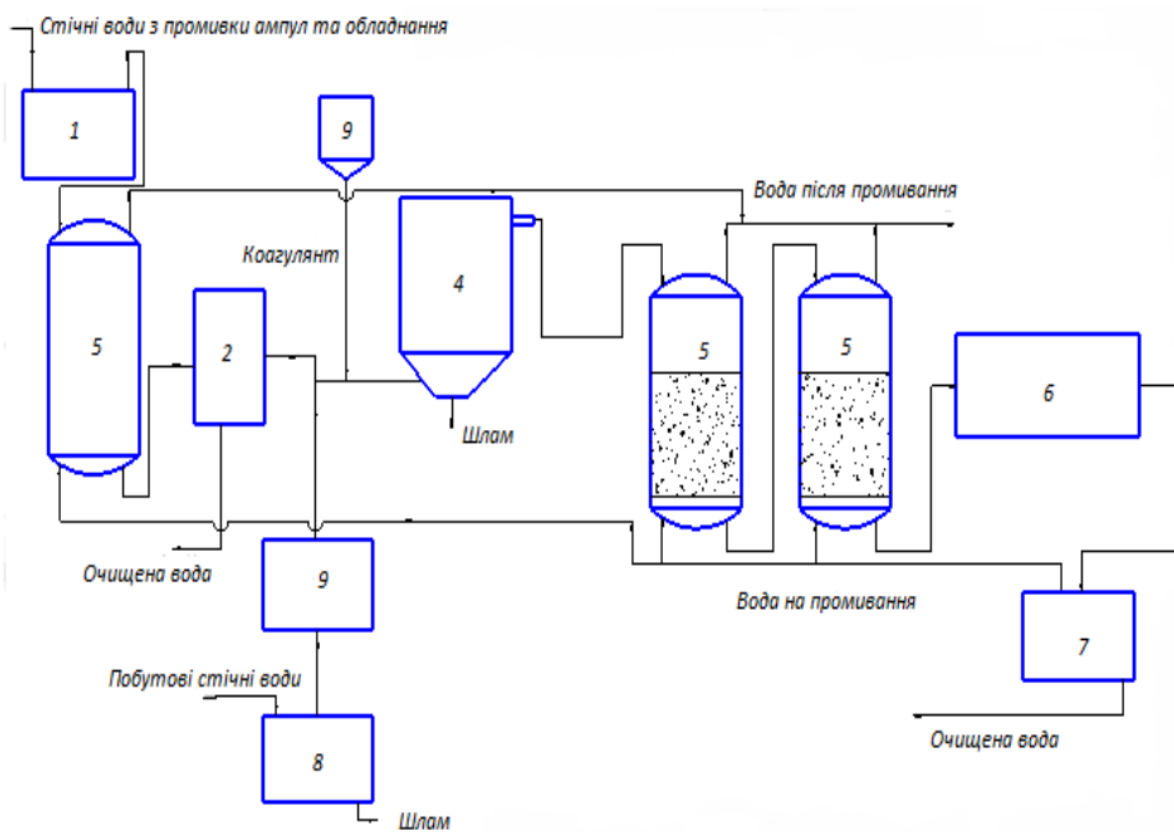 Стічні води з промивки ампул та обладнання
1
9
Вода після промивання
Коагулянт
4
5
2
5
5
6
Шлам
Очищена вода
9
Вода на промивання
7
Побутові стічні води
Очищена вода
8
Шлам